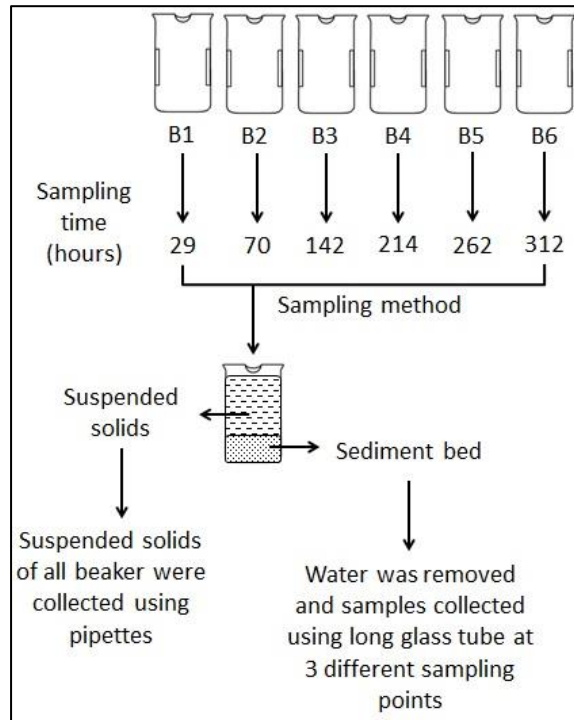 B1 B2 B3 B4 B5 B6
Sampling
time
(hours)
29 70 142 214 262 312
Sampling method
Suspended
solids
Sediment bed
Suspended solids
of all beaker were
collected using
pipettes
Water was removed
and samples collected
using long glass tube at
3 different sampling
points